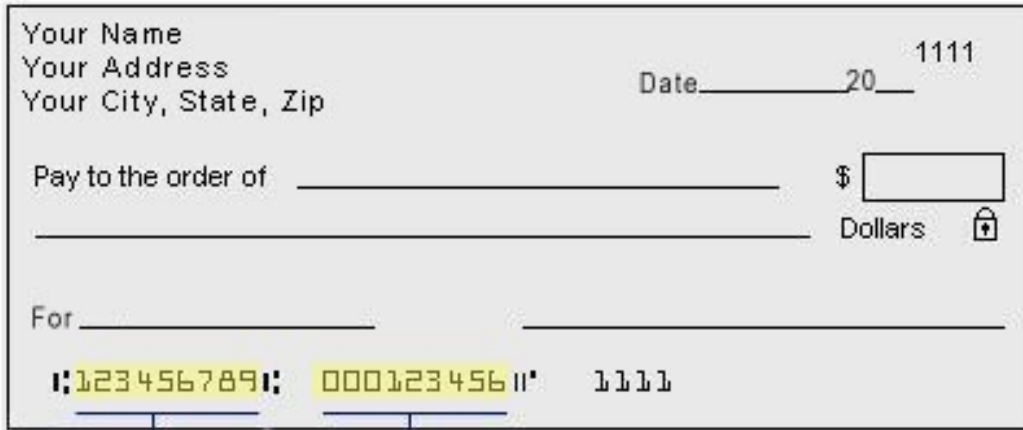 Your Name
1111
Your Address
Date 20
Your City, State, Zip
Pay to the order of $
Dollars
For
⑆123456789⑆ 000123456⑈ 1111